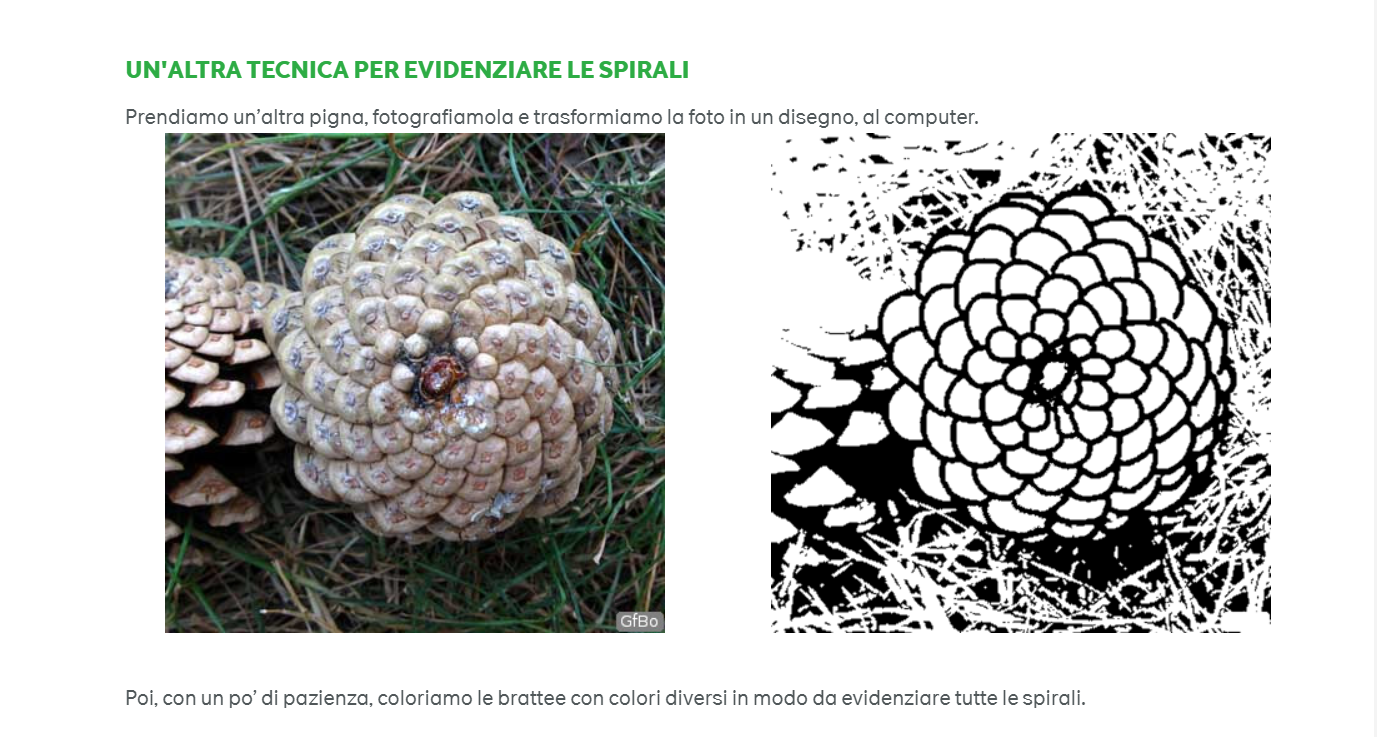 UN'ALTRA TECNICA PER EVIDENZIARE LE SPIRALI
Prendiamo un’altra pigna, fotografiamola e trasformiamo la foto in un disegno, al computer.
GfBo
Poi, con un po’ di pazienza, coloriamo le brattee con colori diversi in modo da evidenziare tutte le spirali.